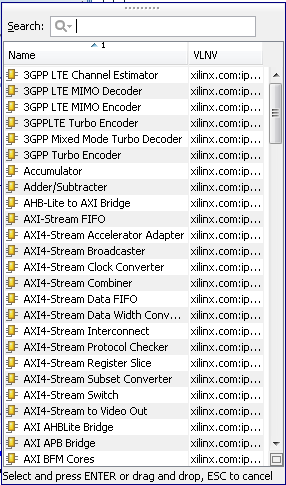 Search:
Name 1 VLNV
3GPP LTE Channel Estimator xilinx.com:ip...
3GPP LTE MIMO Decoder xilinx.com:ip...
3GPP LTE MIMO Encoder xilinx.com:ip...
3GPPLTE Turbo Encoder xilinx.com:ip...
3GPP Mixed Mode Turbo Decoder xilinx.com:ip...
3GPP Turbo Encoder xilinx.com:ip...
Accumulator xilinx.com:ip...
Adder/Subtracter xilinx.com:ip...
AHB-Lite to AXI Bridge xilinx.com:ip...
AXI-Stream FIFO xilinx.com:ip...
AXI4-Stream Accelerator Adapter xilinx.com:ip...
AXI4-Stream Broadcaster xilinx.com:ip...
AXI4-Stream Clock Converter xilinx.com:ip...
AXI4-Stream Combiner xilinx.com:ip...
AXI4-Stream Data FIFO xilinx.com:ip...
AXI4-Stream Data Width Conv... xilinx.com:ip...
AXI4-Stream Interconnect xilinx.com:ip...
AXI4-Stream Protocol Checker xilinx.com:ip...
AXI4-Stream Register Slice xilinx.com:ip...
AXI4-Stream Subset Converter xilinx.com:ip...
AXI4-Stream Switch xilinx.com:ip...
AXI4-Stream to Video Out xilinx.com:ip...
AXI AHBLite Bridge xilinx.com:ip...
AXI APB Bridge xilinx.com:ip...
AXI BFM Cores xilinx.com:ip...
Select and press ENTER or drag and drop, ESC to cancel